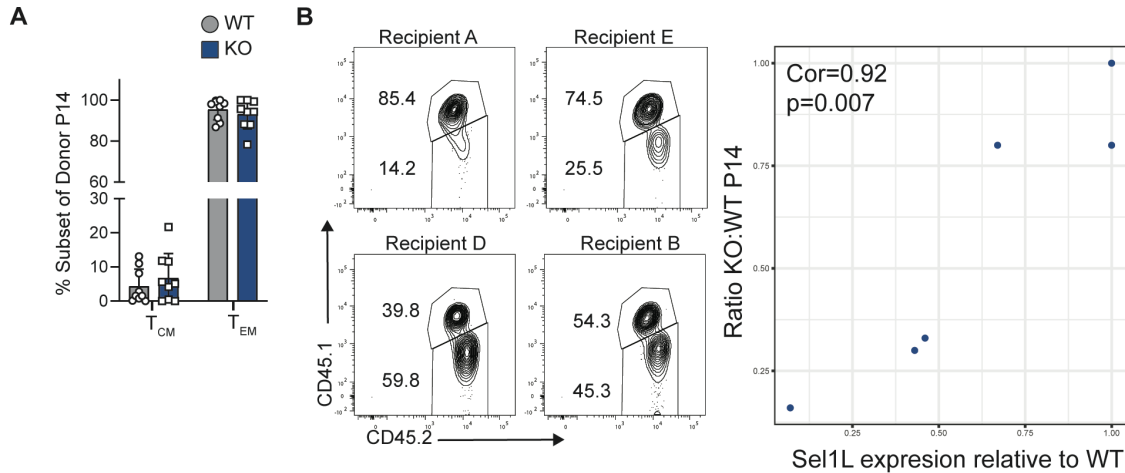 A
WT
KO
% Subset of Donor P14
100
80
60
30
20
10
0
T CM
T EM
B
Recipient A
85.4
14.2
Recipient E
74.5
25.5
Recipient D
39.8
59.8
Recipient B
54.3
45.3
CD45.1
CD45.2
Cor=0.92
p=0.007
Ratio KO:WT P14
1.00
0.75
0.50
0.25
0.25
0.50
0.75
1.00
Sel1L expresion relative to WT